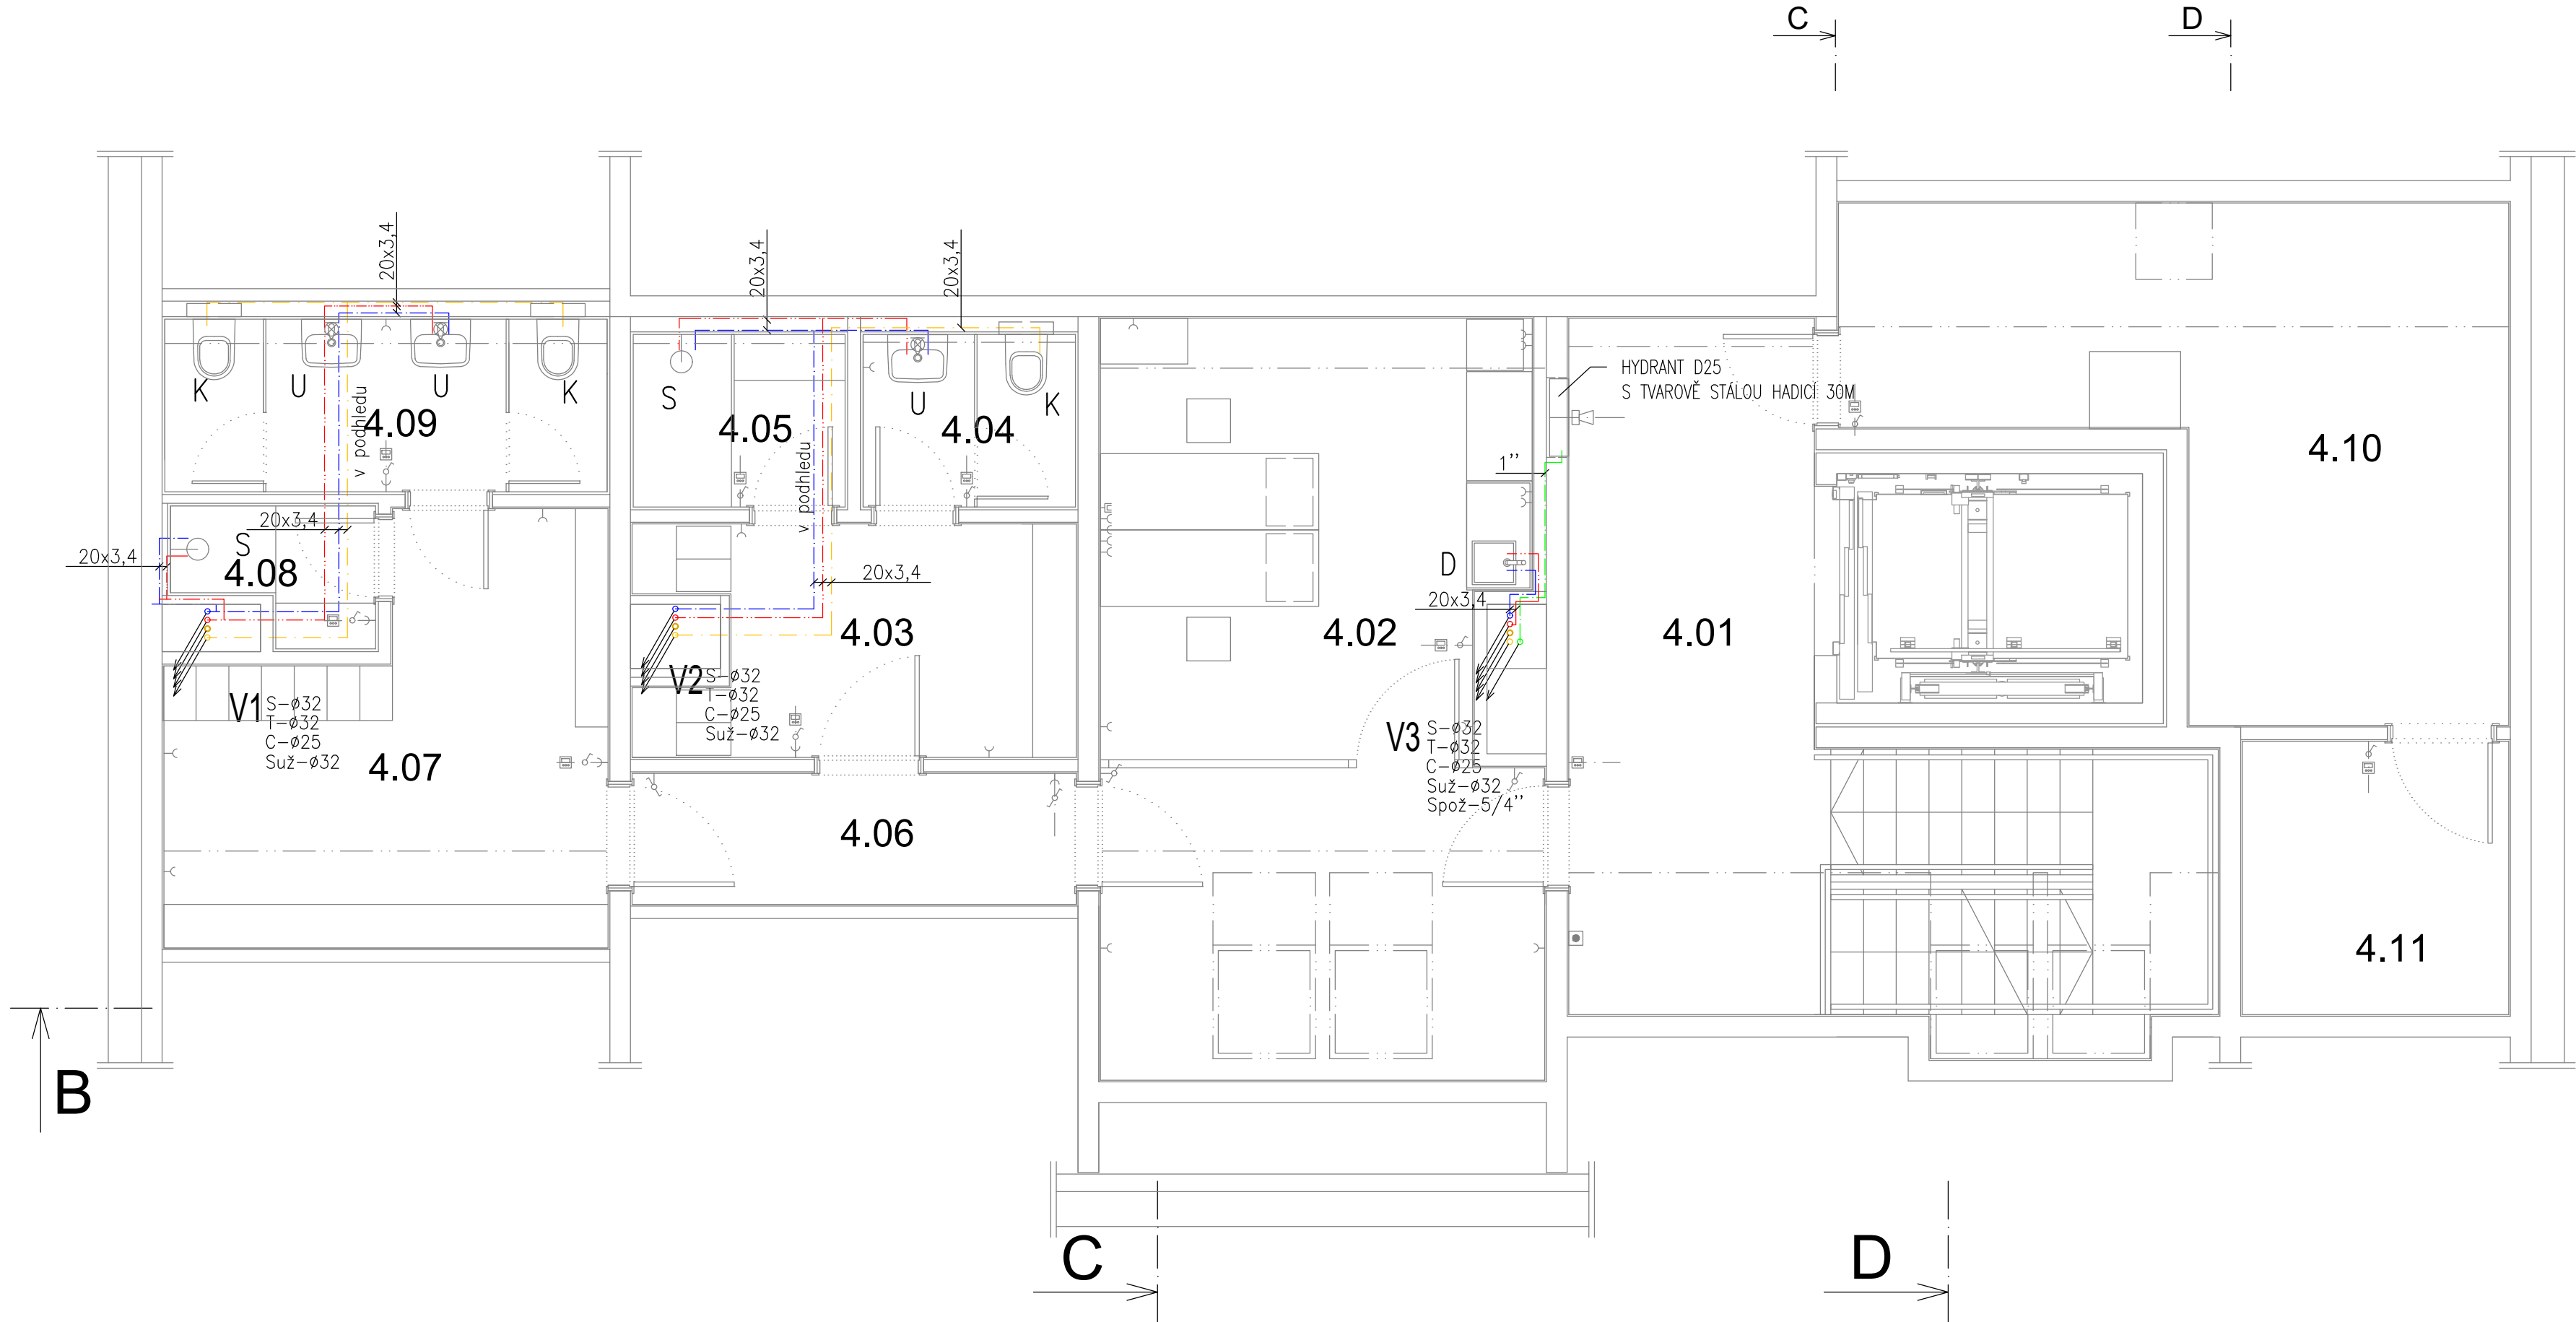 C
D
20x3,4
20x3,4
20x3,4
K
U
U
K
4.09
v podhledu
S
4.05
v podhledu
U
K
4.04
HYDRANT D25
S TVAROVĚ STÁLOU HADICÍ 30M
1''
4.10
20x3,4
S
20x3,4
4.08
20x3,4
D
20x3,4
4.03
4.02
4.01
V1
S-ø32
T-ø32
C-ø25
Suž-ø32
V2
S-ø32
T-ø32
C-ø25
Suž-ø32
V3
S-ø32
T-ø32
C-ø25
Suž-ø32
Spož-5/4''
4.07
4.06
4.11
B
C
D